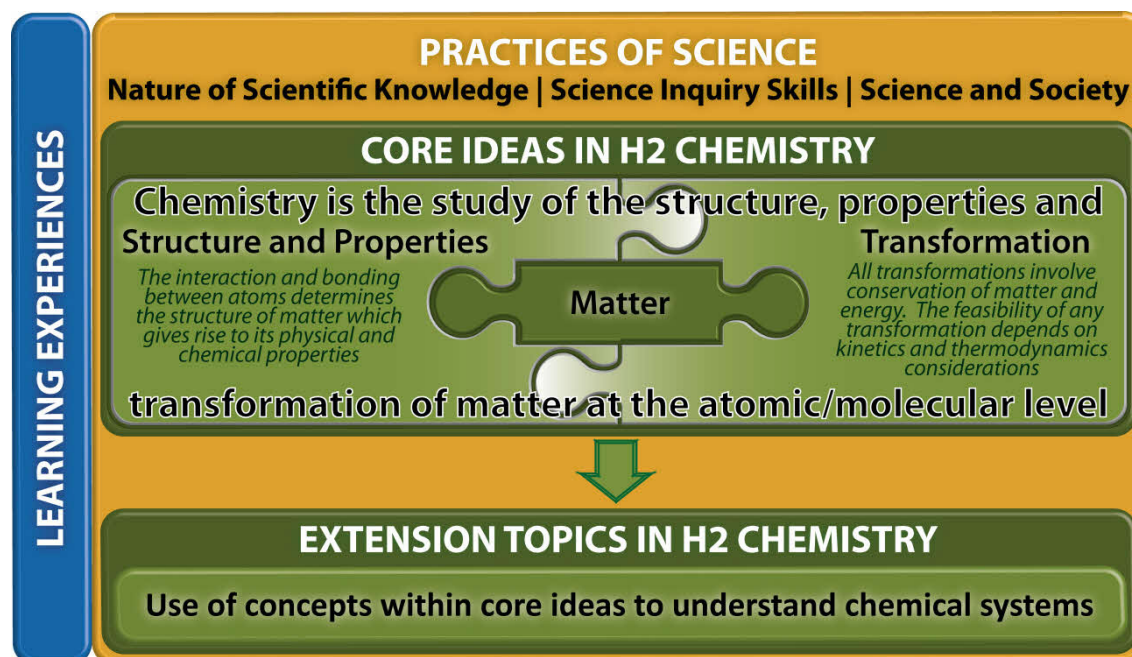 LEARNING EXPERIENCES
PRACTICES OF SCIENCE
Nature of Scientific Knowledge | Science Inquiry Skills | Science and Society
CORE IDEAS IN H2 CHEMISTRY
Chemistry is the study of the structure, properties and
Structure and Properties
The interaction and bonding
between atoms determines
the structure of matter which
gives rise to its physical and
chemical properties
Matter
Transformation
All transformations involve
conservation of matter and
energy. The feasibility of any
transformation depends on
kinetics and thermodynamics
considerations
transformation of matter at the atomic/molecular level
EXTENSION TOPICS IN H2 CHEMISTRY
Use of concepts within core ideas to understand chemical systems